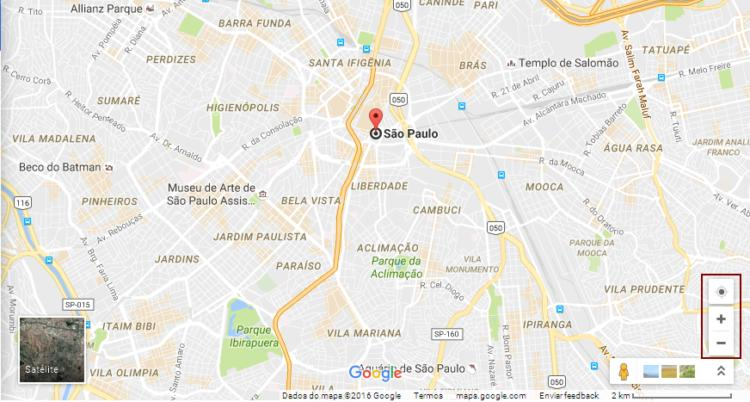 Allianz Parque
R. Tito
Av. Pompéia
R. Diana
BARRA FUNDA
CANINDE
PARI
PERDIZES
SANTA IFIGÊNIA
BRÁS
Templo de Salomão
TATUAPÉ
Av. Salim Farah Maluf
R. Melo Freire
R. Cerro Corá
SUMARÉ
R. Heitor Penteado
HIGIENÓPOLIS
050
R. 21 de Abril
R. Cajuru
Av. Alcântara Machado
R. Tobias Barreto
R. Tuiuti
VILA MADALENA
Av. Dr. Arnaldo
R. da Consolação
São Paulo
JARDIM ANALI
FRANCO
Beco do Batman
R. da Mooca
ÁGUA RASA
Museu de Arte de
São Paulo Assis...
LIBERDADE
MOOCA
116
PINHEIROS
BELA VISTA
CAMBUCI
R. do Oratório
Av. Rebouças
050
JARDIM PAULISTA
ACLIMAÇÃO
PARQUE DA
MOOCA
Av. Brg. Faria Lima
JARDINS
PARAÍSO
Parque da
Aclimação
VILA
MONUMENTO
R. Cel. Diogo
VILA PRUDENTE
SP-015
Av. Morumbi
ITAIM BIBI
Parque
Ibirapuera
VILA MARIANA
SP-160
IPIRANGA
R. Bom Pastor
Av. Nazaré
Satélite
VILA OLIMPIA
Santo Amaro
Aquário de São Paulo
Google
+
−
Dados do mapa ©2016 Google Termos maps.google.com Enviar feedback 2 km